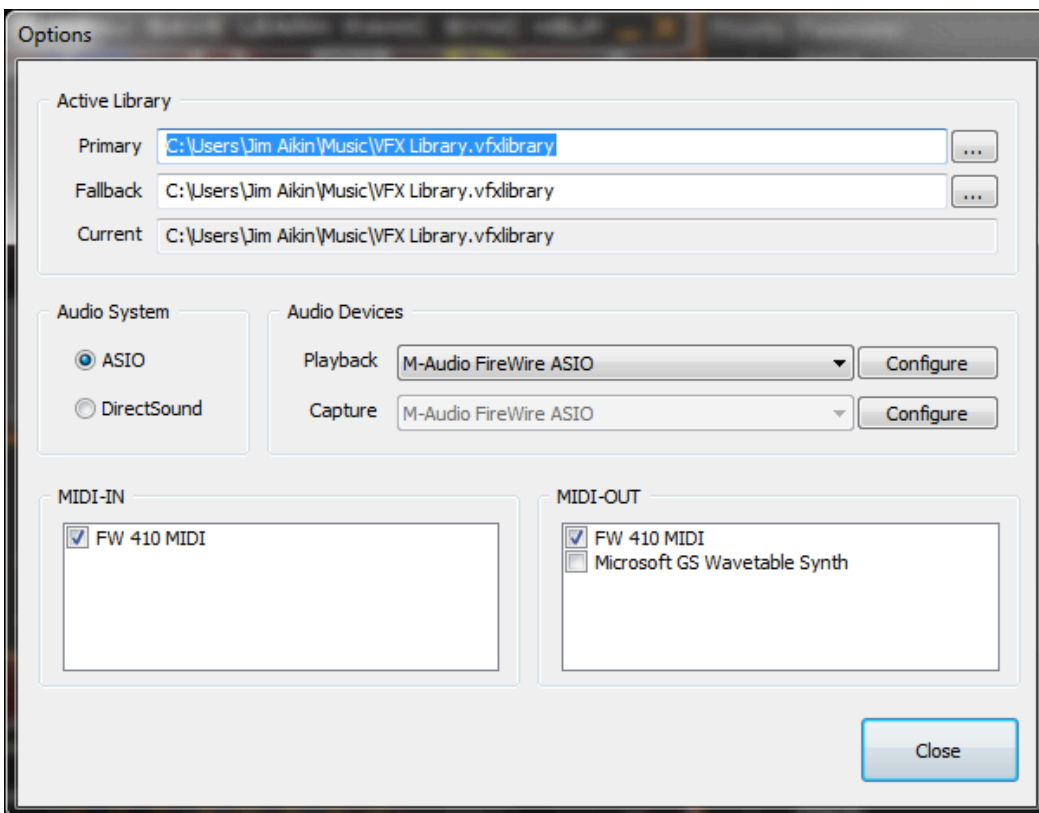 Options
Active Library
Primary C:\Users\Jim Aikin\Music\VFX Library.vfxlibrary ...
Fallback C:\Users\Jim Aikin\Music\VFX Library.vfxlibrary ...
Current C:\Users\Jim Aikin\Music\VFX Library.vfxlibrary
Audio System
ASIO
DirectSound
Audio Devices
Playback M-Audio FireWire ASIO Configure
Capture M-Audio FireWire ASIO Configure
MIDI-IN
FW 410 MIDI
MIDI-OUT
FW 410 MIDI
Microsoft GS Wavetable Synth
Close